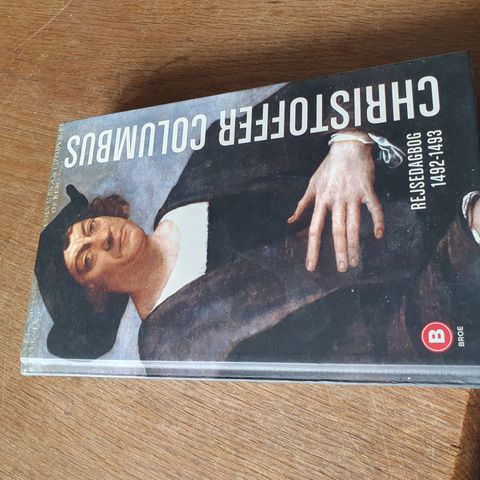 CHRISTOFFER COLUMBUS
REJSEDAGBOG
1492-1493
B
BROE